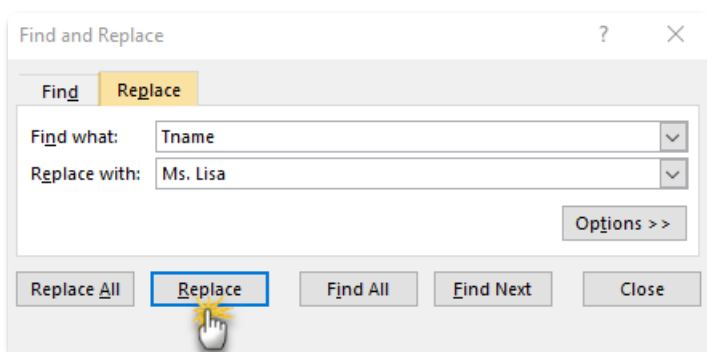 Find and Replace ?
Find Replace
Find what: Tname
Replace with: Ms. Lisa
Options >>
Replace All Replace Find All Find Next Close